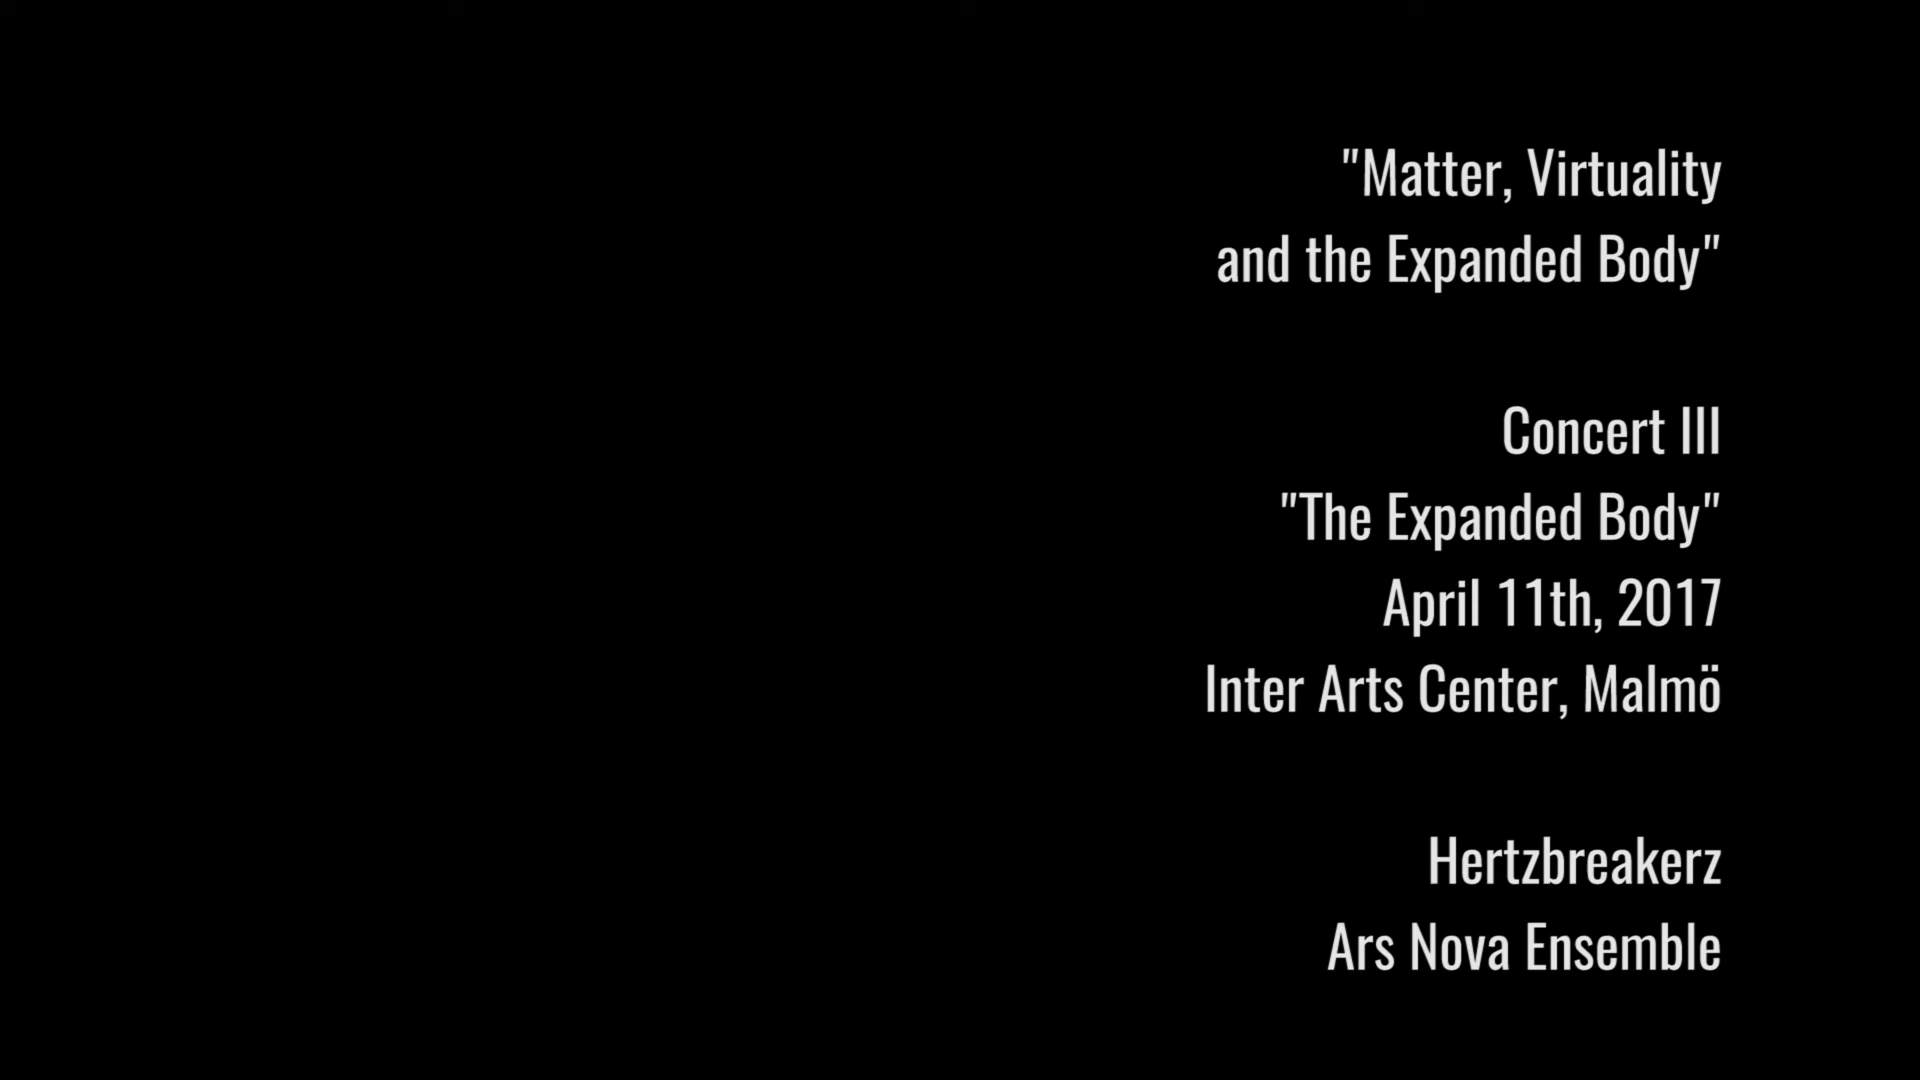 "Matter, Virtuality
and the Expanded Body"
Concert III
"The Expanded Body"
April 11th, 2017
Inter Arts Center, Malmö
Hertzbreakerz
Ars Nova Ensemble